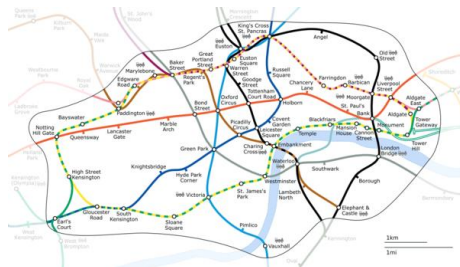 King's Cross
St. Pancras
Angel
Old
Street
Euston
Great
Portland
Street
Baker
Street
Marylebone
Edgware
Road
Regent's
Park
Euston
Square
Warren
Street
Goodge
Street
Russell
Square
Farringdon
Barbican
Chancery
Lane
Moorgate
Liverpool
Street
Paddington
Tottenham
Court Road
Holborn
St. Paul's
Bank
Aldgate
East
Aldgate
Bayswater
Bond
Street
Oxford
Circus
Tower
Gateway
Notting
Hill Gate
Queensway
Lancaster
Gate
Marble
Arch
Covent
Garden
Leicester
Square
Piccadilly
Circus
Blackfriars
Mansion
House
Cannon
Street
Monument
Tower
Hill
Temple
Embankment
Charing
Cross
Green Park
Waterloo
London
Bridge
Knightsbridge
High Street
Kensington
Hyde Park
Corner
Westminster
Southwark
St. James's
Park
Lambeth
North
Borough
Victoria
Earl's
Court
Gloucester
Road
South
Kensington
Sloane
Square
Elephant
& Castle
Pimlico
Vauxhall
1km
1mi